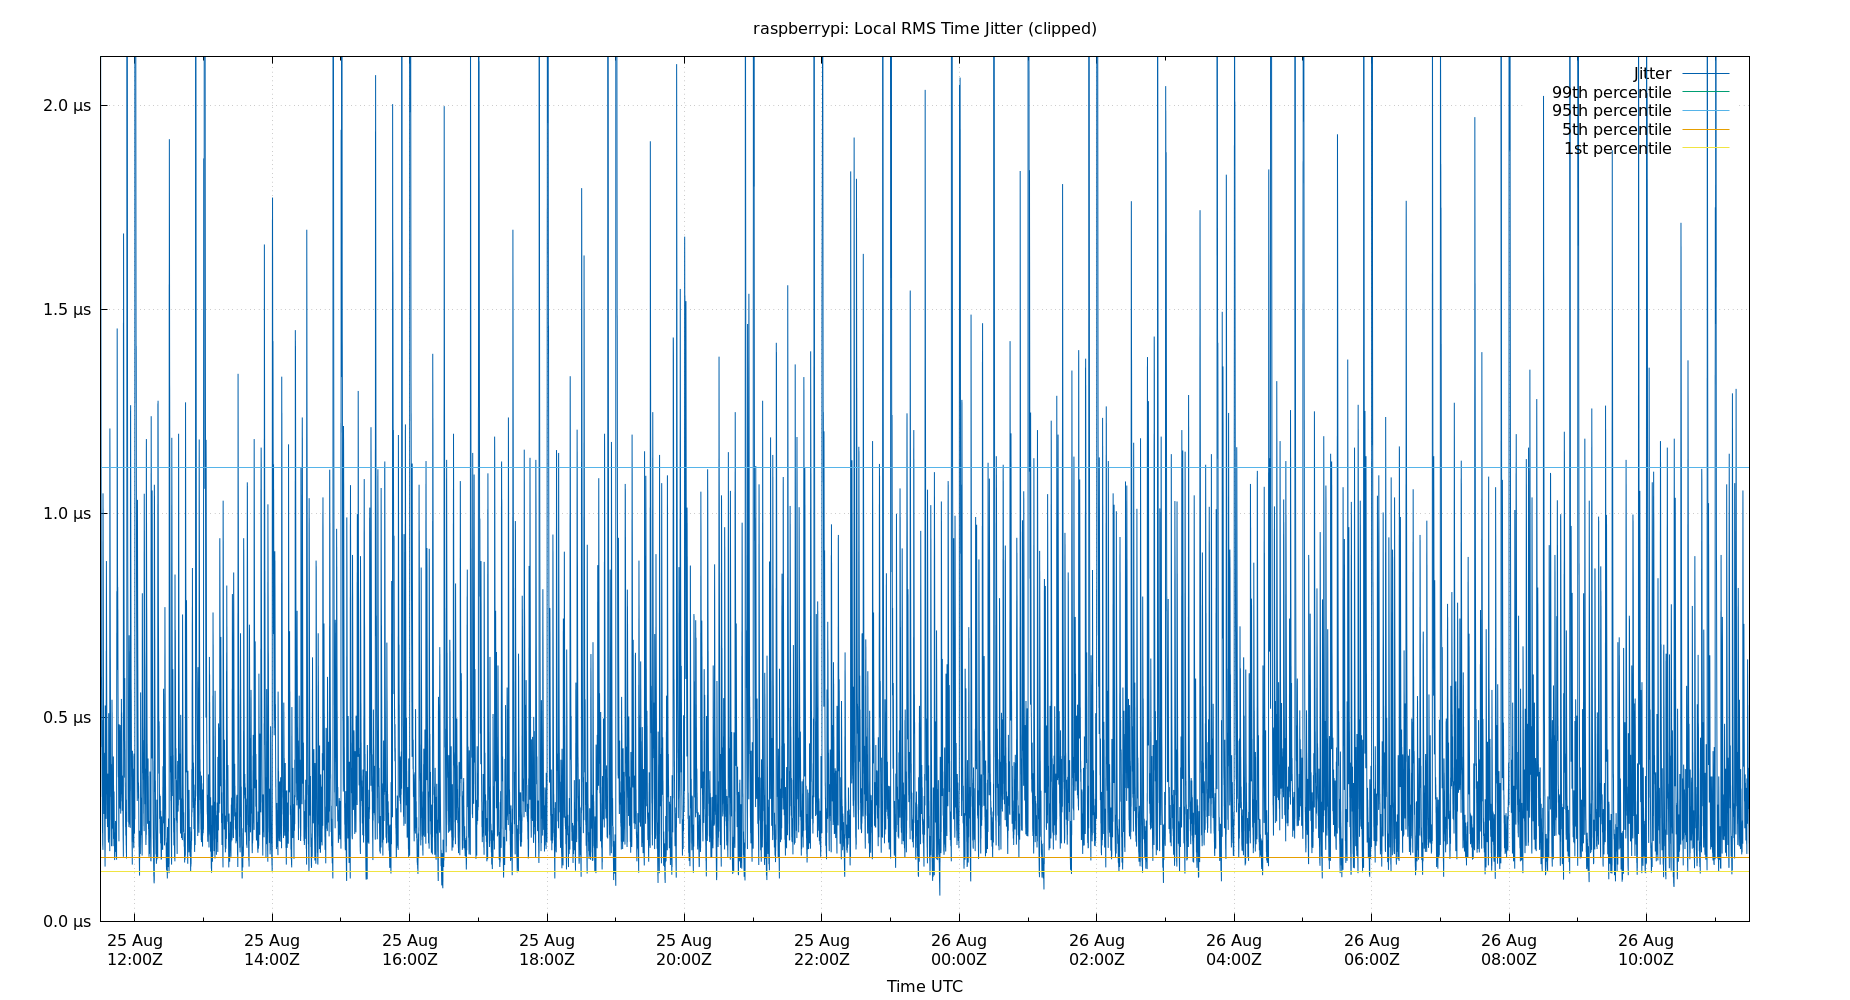 raspberrypi: Local RMS Time Jitter (clipped)
Jitter
99th percentile
95th percentile
5th percentile
1st percentile
2.0 µs
1.5 µs
1.0 µs
0.5 µs
0.0 µs
25 Aug 25 Aug 25 Aug 25 Aug 25 Aug 25 Aug 26 Aug 26 Aug 26 Aug 26 Aug 26 Aug 26 Aug
12:00Z 14:00Z 16:00Z 18:00Z 20:00Z 22:00Z 00:00Z 02:00Z 04:00Z 06:00Z 08:00Z 10:00Z
Time UTC